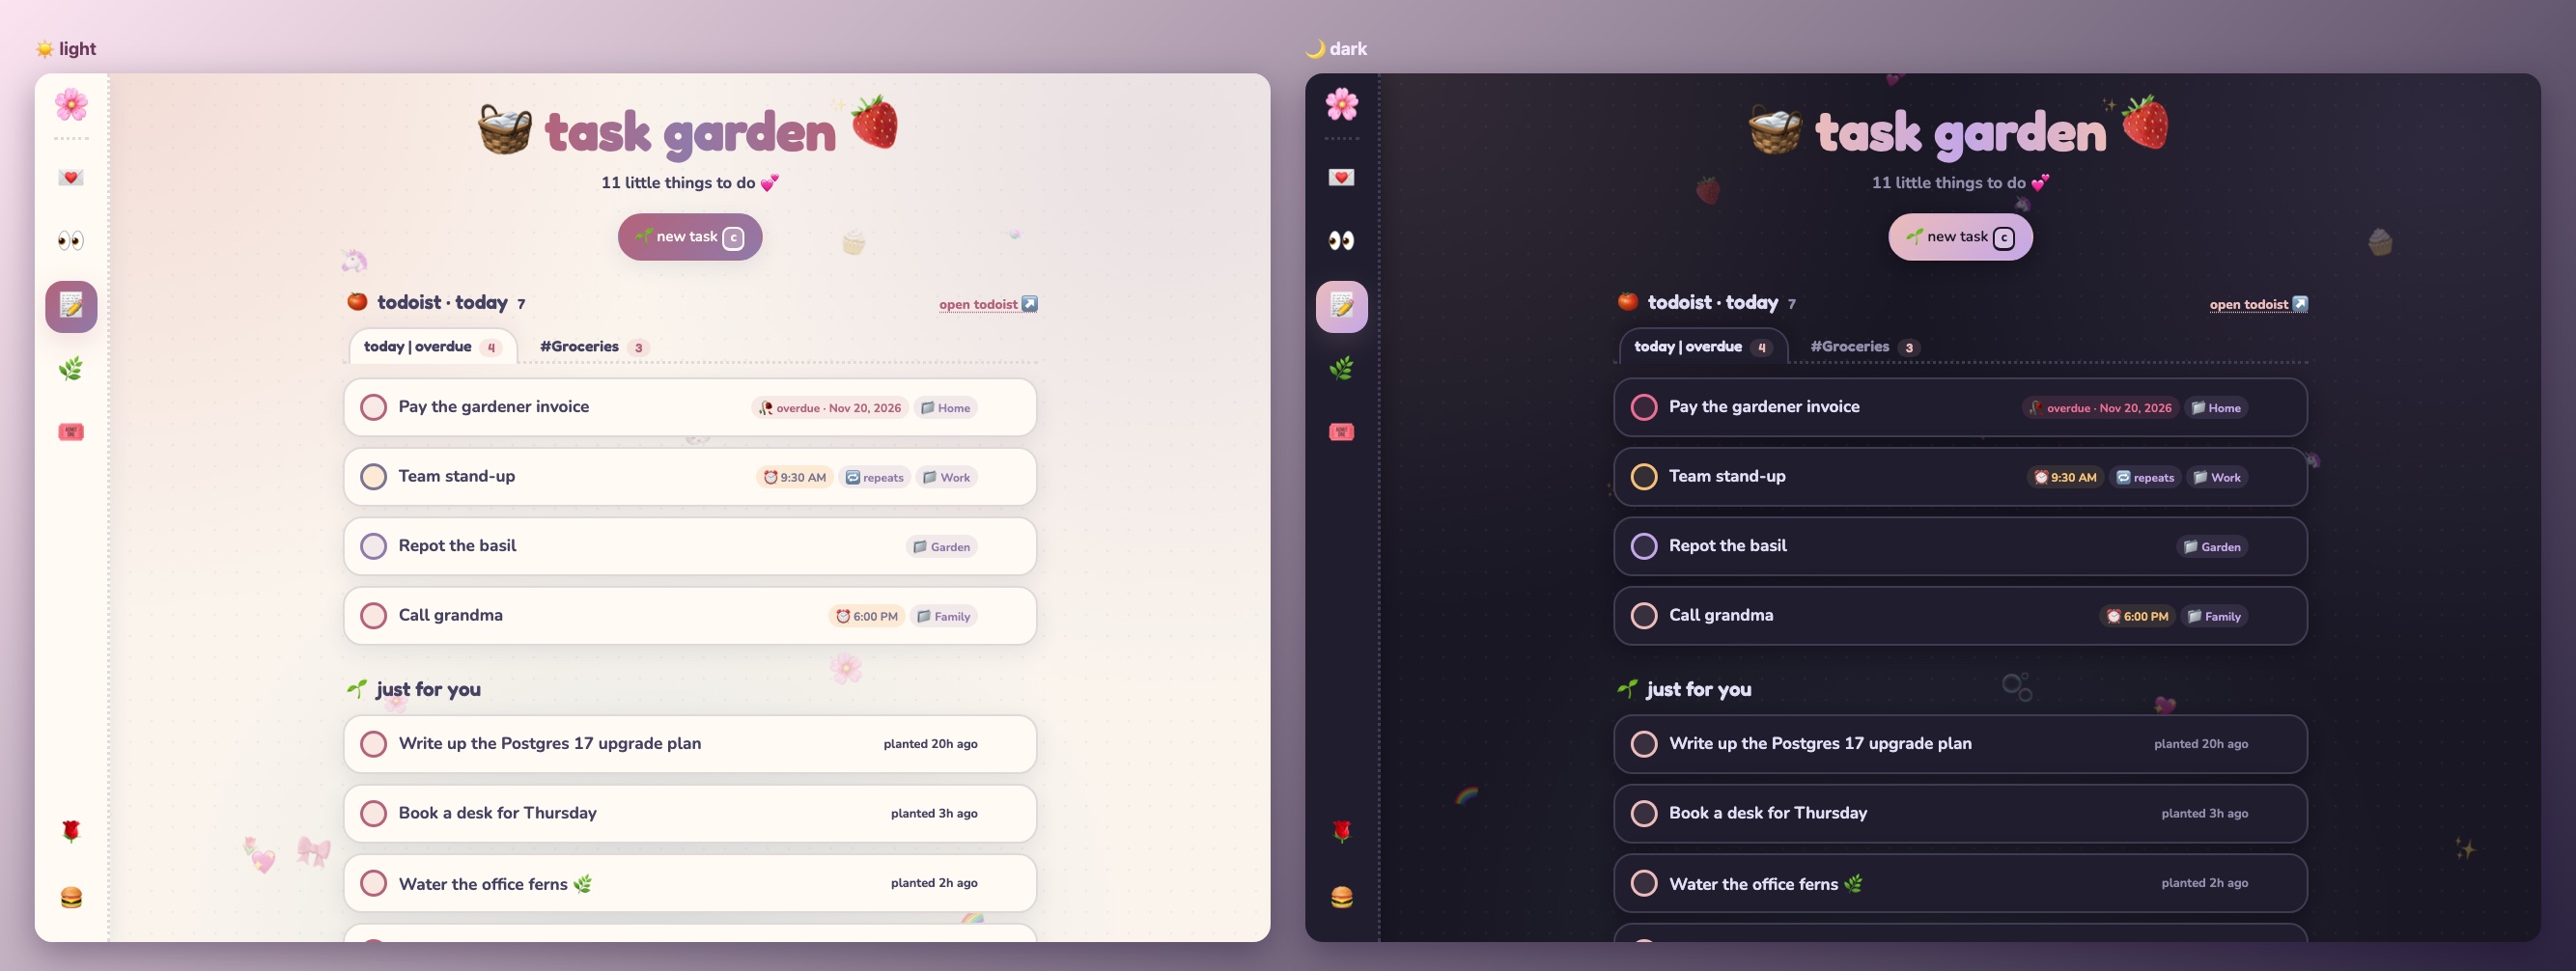 light
task garden
11 little things to do
new task c
todoist · today 7
open todoist
today | overdue 4
#Groceries 3
Pay the gardener invoice
overdue · Nov 20, 2026
Home
Team stand-up
9:30 AM
repeats
Work
Repot the basil
Garden
Call grandma
6:00 PM
Family
just for you
Write up the Postgres 17 upgrade plan
planted 20h ago
Book a desk for Thursday
planted 3h ago
Water the office ferns
planted 2h ago
dark
task garden
11 little things to do
new task c
todoist · today 7
open todoist
today | overdue 4
#Groceries 3
Pay the gardener invoice
overdue · Nov 20, 2026
Home
Team stand-up
9:30 AM
repeats
Work
Repot the basil
Garden
Call grandma
6:00 PM
Family
just for you
Write up the Postgres 17 upgrade plan
planted 20h ago
Book a desk for Thursday
planted 3h ago
Water the office ferns
planted 2h ago